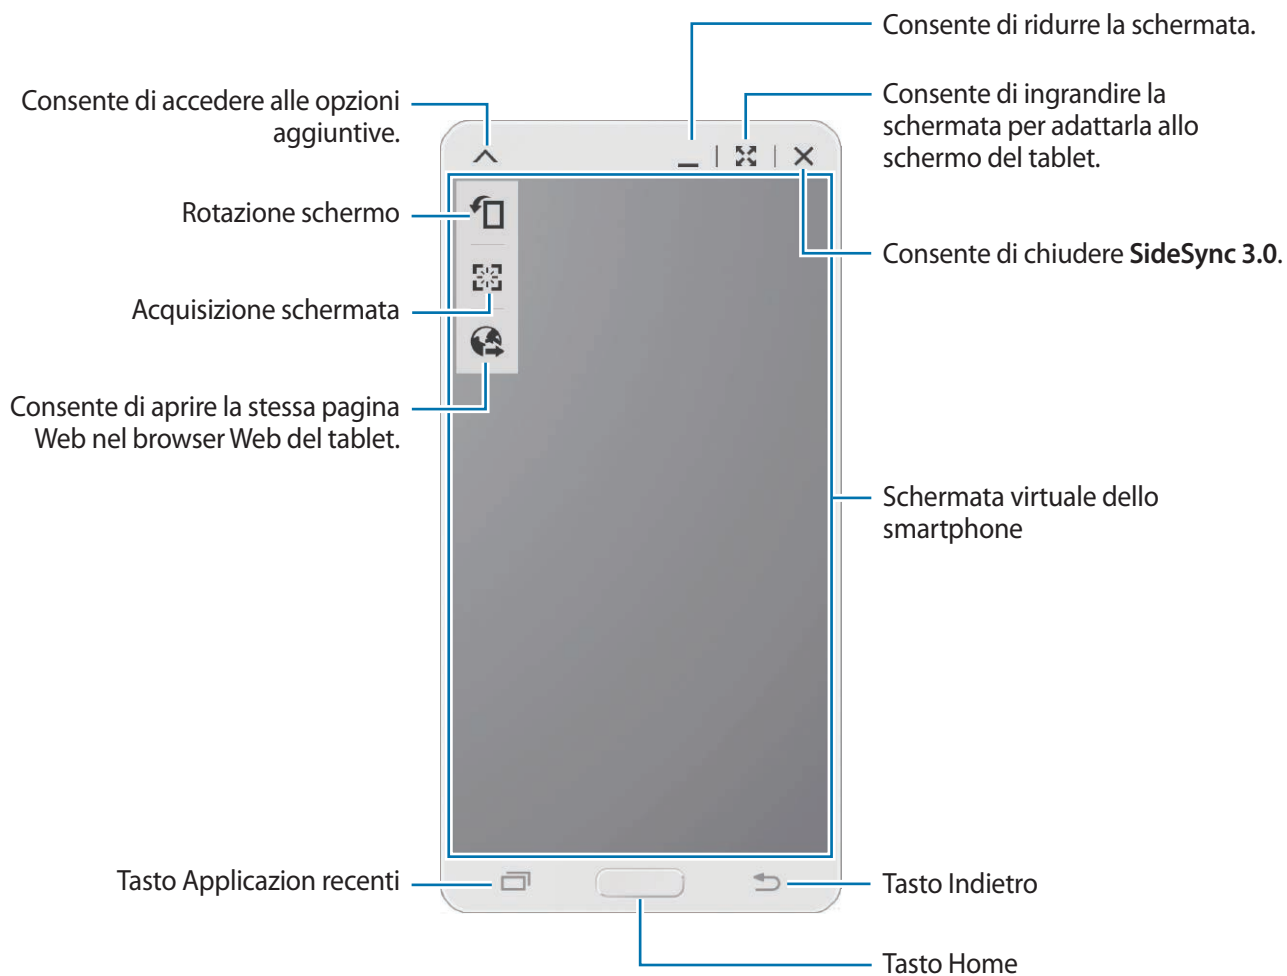 Consente di ridurre la schermata.
Consente di accedere alle opzioni
aggiuntive.
Consente di ingrandire la
schermata per adattarla allo
schermo del tablet.
Rotazione schermo
Consente di chiudere SideSync 3.0.
Acquisizione schermata
Consente di aprire la stessa pagina
Web nel browser Web del tablet.
Schermata virtuale dello
smartphone
Tasto Applicazion recenti
Tasto Indietro
Tasto Home